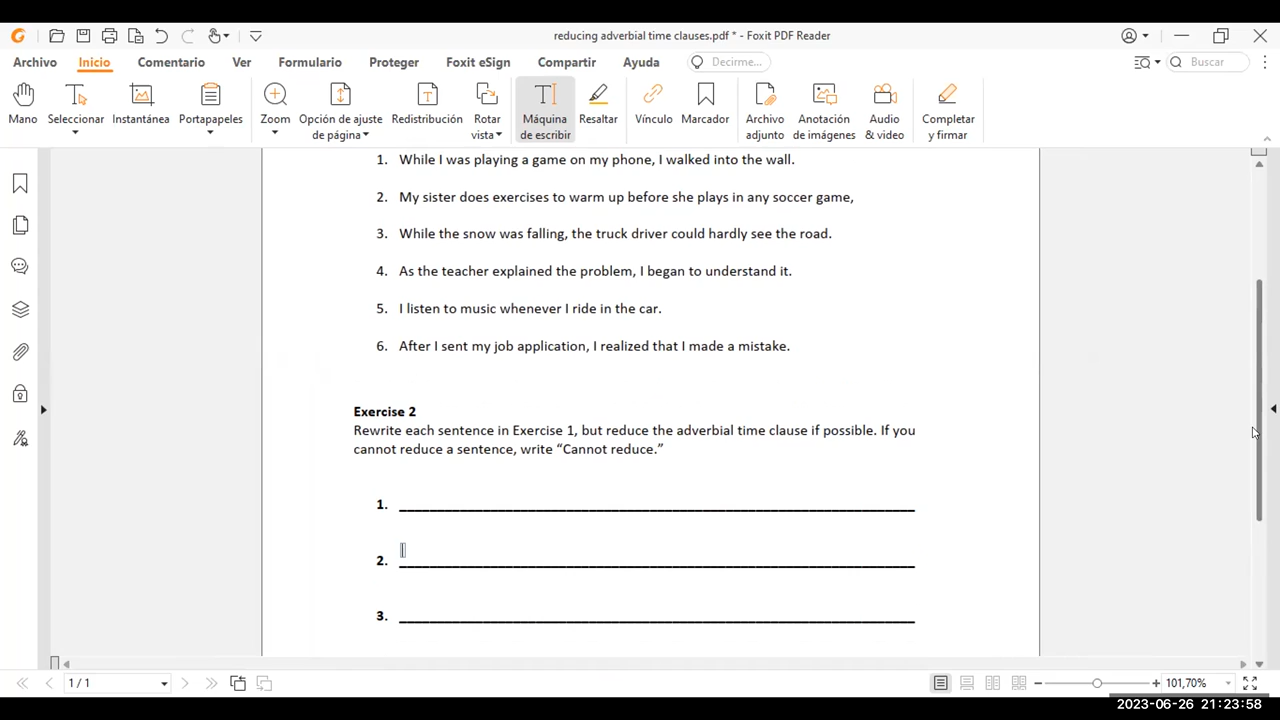 reducing adverbial time clauses.pdf * - Foxit PDF Reader
Archivo Inicio Comentario Ver Formulario Proteger Foxit eSign Compartir Ayuda Decirme... Buscar
Mano Seleccionar Instantánea Portapapeles Zoom Opción de ajuste de página Redistribución Rotar vista Máquina de escribir Resaltar Vínculo Marcador Archivo adjunto Anotación de imágenes Audio & video Completar y firmar
1. While I was playing a game on my phone, I walked into the wall.
2. My sister does exercises to warm up before she plays in any soccer game,
3. While the snow was falling, the truck driver could hardly see the road.
4. As the teacher explained the problem, I began to understand it.
5. I listen to music whenever I ride in the car.
6. After I sent my job application, I realized that I made a mistake.
Exercise 2
Rewrite each sentence in Exercise 1, but reduce the adverbial time clause if possible. If you
cannot reduce a sentence, write “Cannot reduce.”
1.
2.
3.
1 / 1 101,70%
2023-06-26 21:23:58